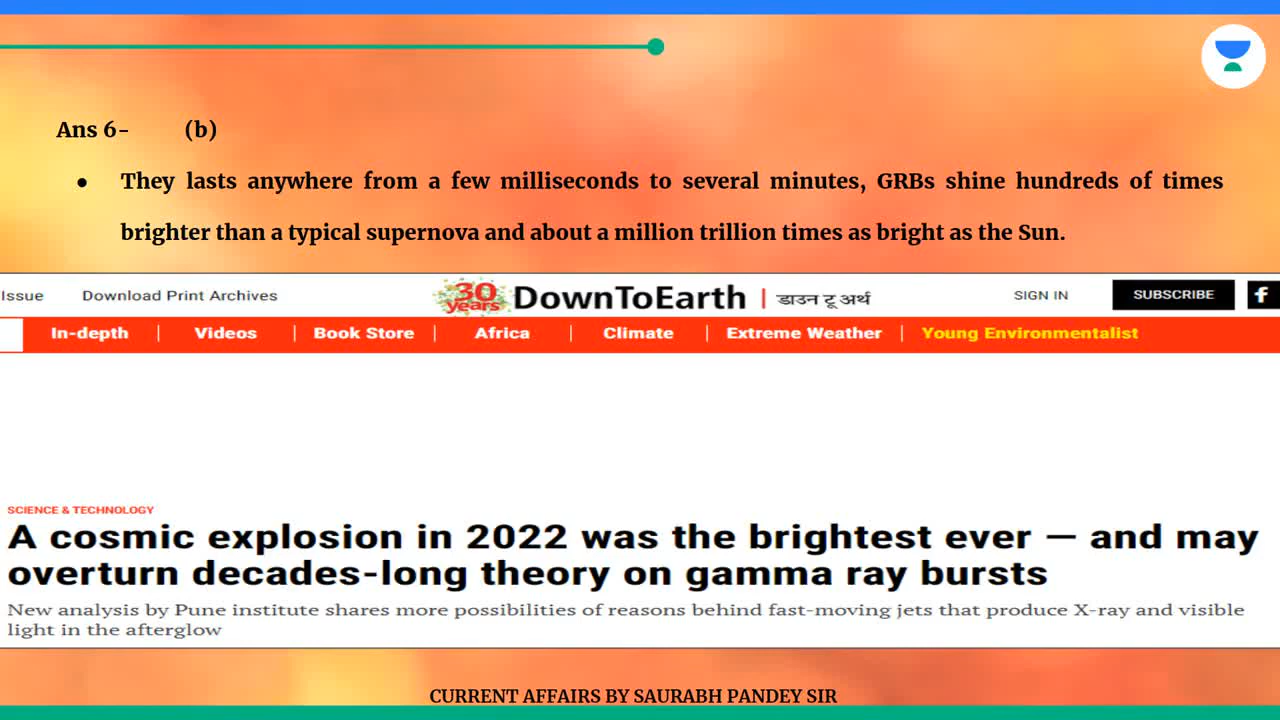 Ans 6- (b)
● They lasts anywhere from a few milliseconds to several minutes, GRBs shine hundreds of times
brighter than a typical supernova and about a million trillion times as bright as the Sun.
Issue Download Print Archives 30 years DownToEarth | डाउन टू अर्थ SIGN IN SUBSCRIBE f
In-depth | Videos | Book Store | Africa | Climate | Extreme Weather | Young Environmentalist
SCIENCE & TECHNOLOGY
A cosmic explosion in 2022 was the brightest ever — and may
overturn decades-long theory on gamma ray bursts
New analysis by Pune institute shares more possibilities of reasons behind fast-moving jets that produce X-ray and visible
light in the afterglow
CURRENT AFFAIRS BY SAURABH PANDEY SIR